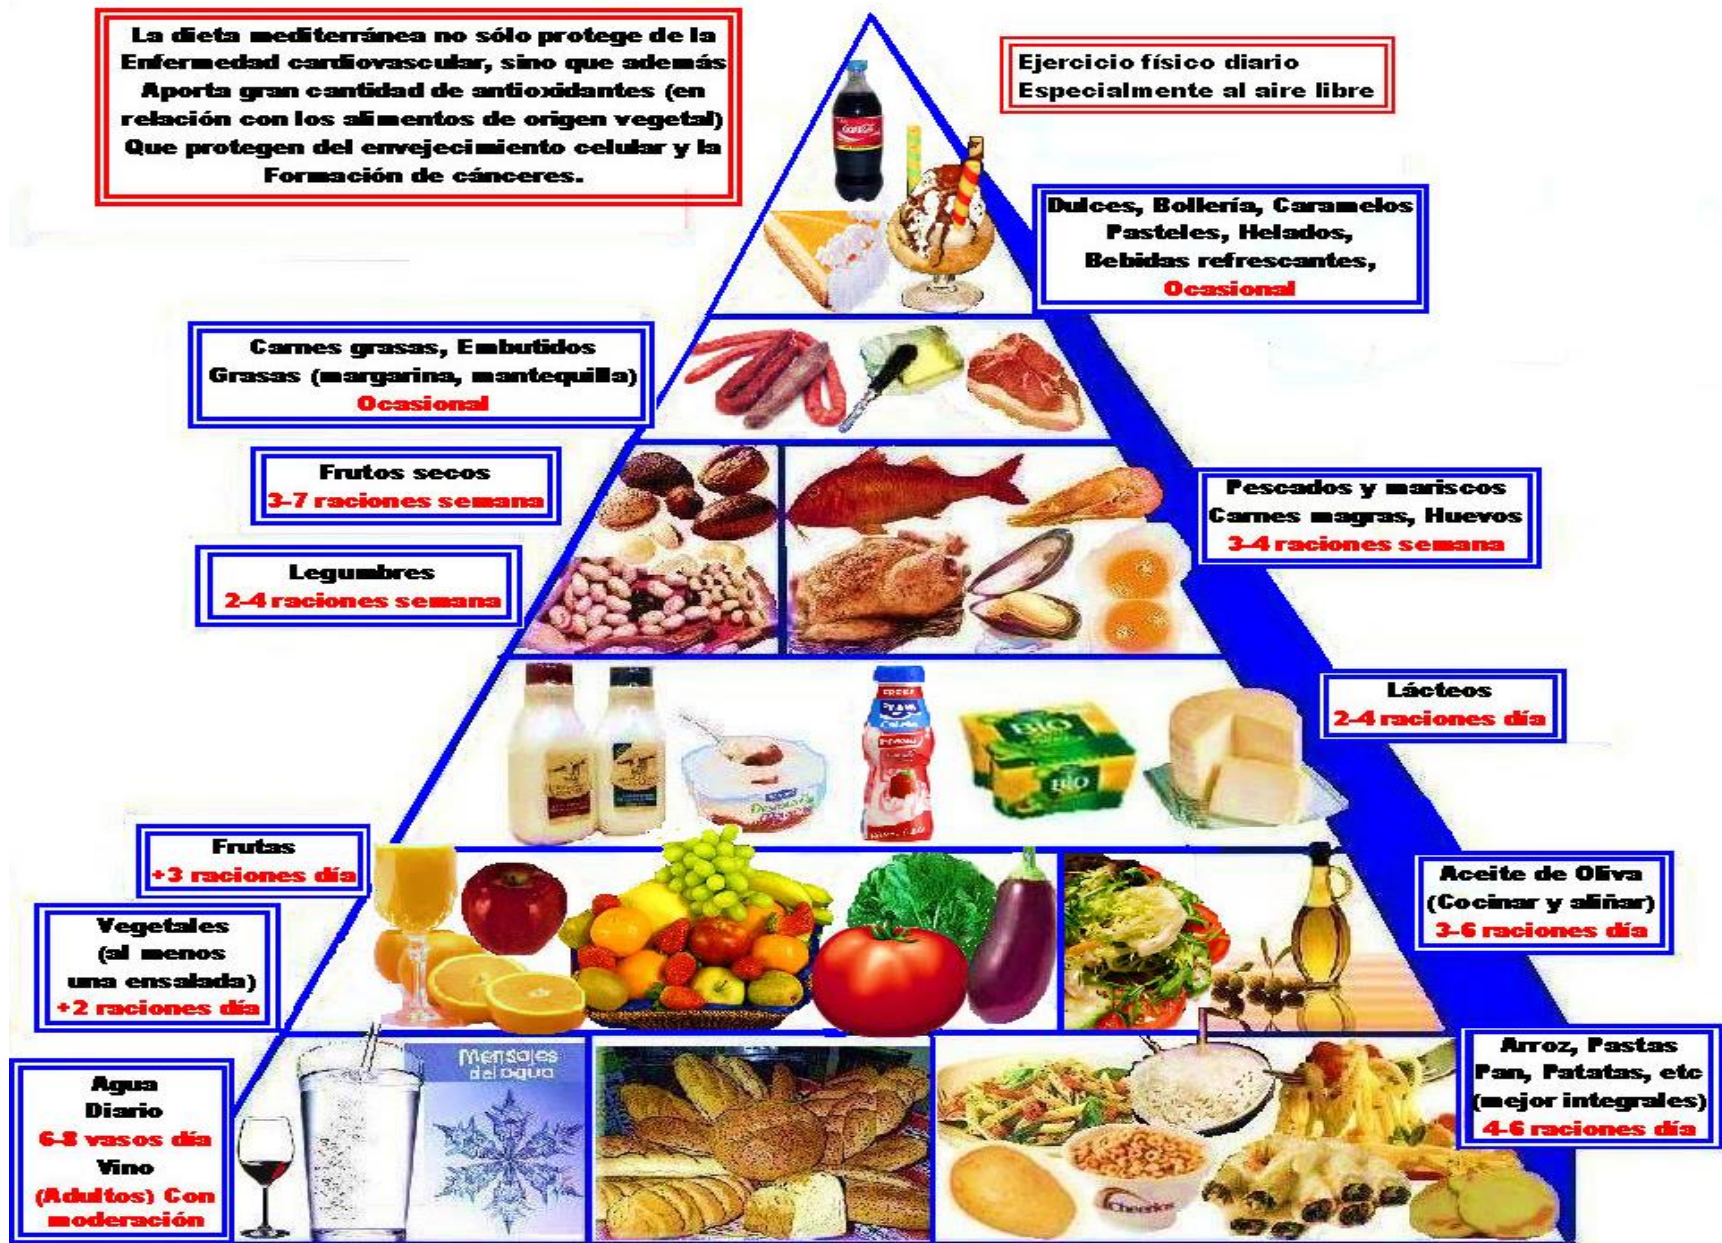 La dieta mediterránea no sólo protege de la
Enfermedad cardiovascular, sino que además
Aporta gran cantidad de antioxidantes (en
relación con los alimentos de origen vegetal)
Que protegen del envejecimiento celular y la
Formación de cánceres.
Ejercicio físico diario
Especialmente al aire libre
Dulces, Bollería, Caramelos
Pasteles, Helados,
Bebidas refrescantes,
Ocasional
Carnes grasas, Embutidos
Grasas (margarina, mantequilla)
Ocasional
Frutos secos
3-7 raciones semana
Pescados y mariscos
Carnes magras, Huevos
3-4 raciones semana
Legumbres
2-4 raciones semana
Lácteos
2-4 raciones día
BIO
BIO
Frutas
+3 raciones día
Vegetales
(al menos
una ensalada)
+2 raciones día
Aceite de Oliva
(Cocinar y aliñar)
3-6 raciones día
Agua
Diario
6-8 vasos día
Vino
(Adultos) Con
moderación
Mensajes
del agua
Cheerios
Arroz, Pastas
Pan, Patatas, etc
(mejor integrales)
4-6 raciones día